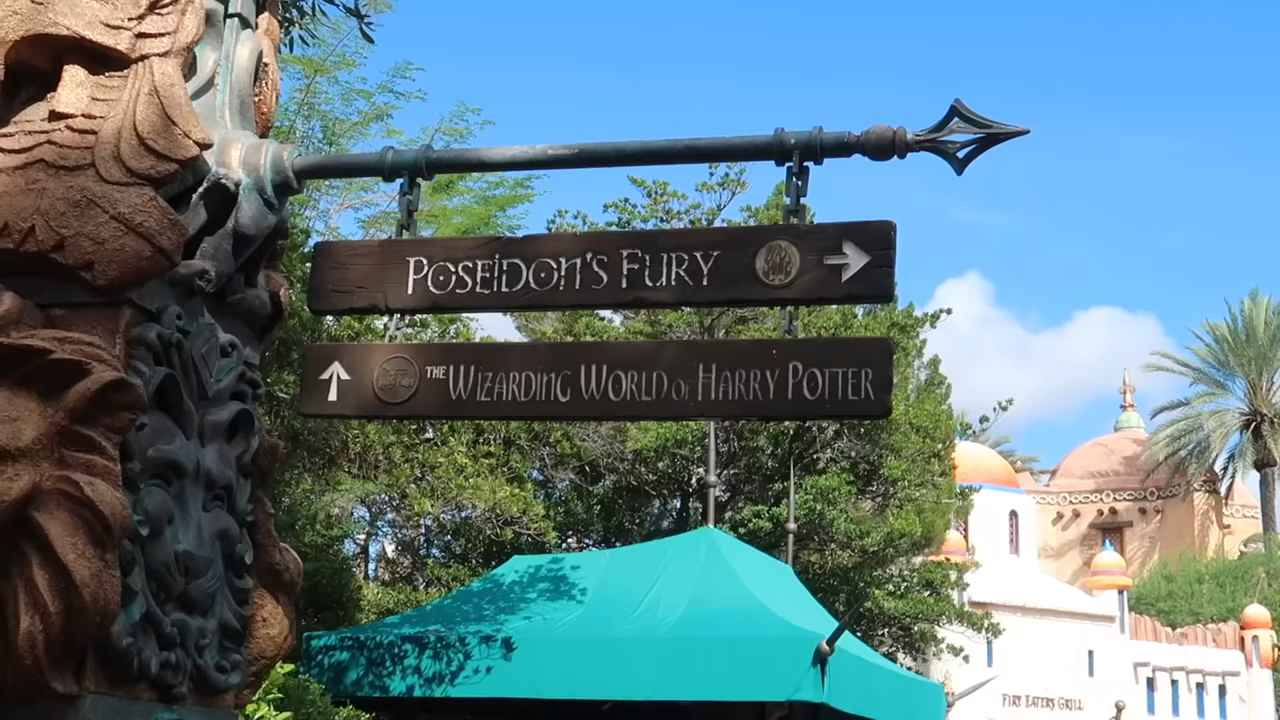 POSEIDON'S FURY
THE WIZARDING WORLD OF HARRY POTTER
FIRE EATERS GRILL